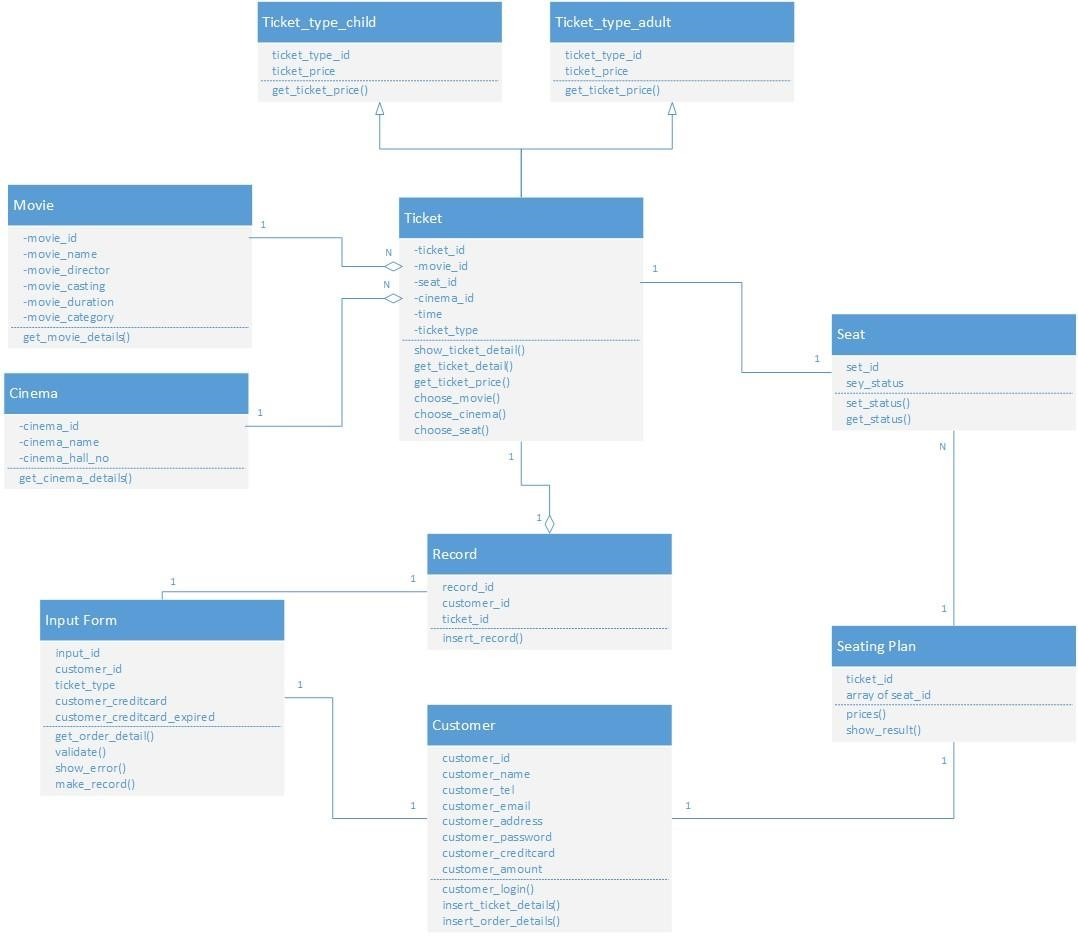 Ticket_type_child
ticket_type_id
ticket_price
get_ticket_price()
Ticket_type_adult
ticket_type_id
ticket_price
get_ticket_price()
Movie
-movie_id
-movie_name
-movie_director
-movie_casting
-movie_duration
-movie_category
get_movie_details()
1
N
N
Ticket
-ticket_id
-movie_id
-seat_id
-cinema_id
-time
-ticket_type
show_ticket_detail()
get_ticket_detail()
get_ticket_price()
choose_movie()
choose_cinema()
choose_seat()
1
1
Seat
set_id
sey_status
set_status()
get_status()
Cinema
-cinema_id
-cinema_name
-cinema_hall_no
get_cinema_details()
1
1
1
N
1
Record
record_id
customer_id
ticket_id
insert_record()
1
1
Input Form
input_id
customer_id
ticket_type
customer_creditcard
customer_creditcard_expired
get_order_detail()
validate()
show_error()
make_record()
1
1
Seating Plan
ticket_id
array of seat_id
prices()
show_result()
1
1
Customer
customer_id
customer_name
customer_tel
customer_email
customer_address
customer_password
customer_creditcard
customer_amount
customer_login()
insert_ticket_details()
insert_order_details()